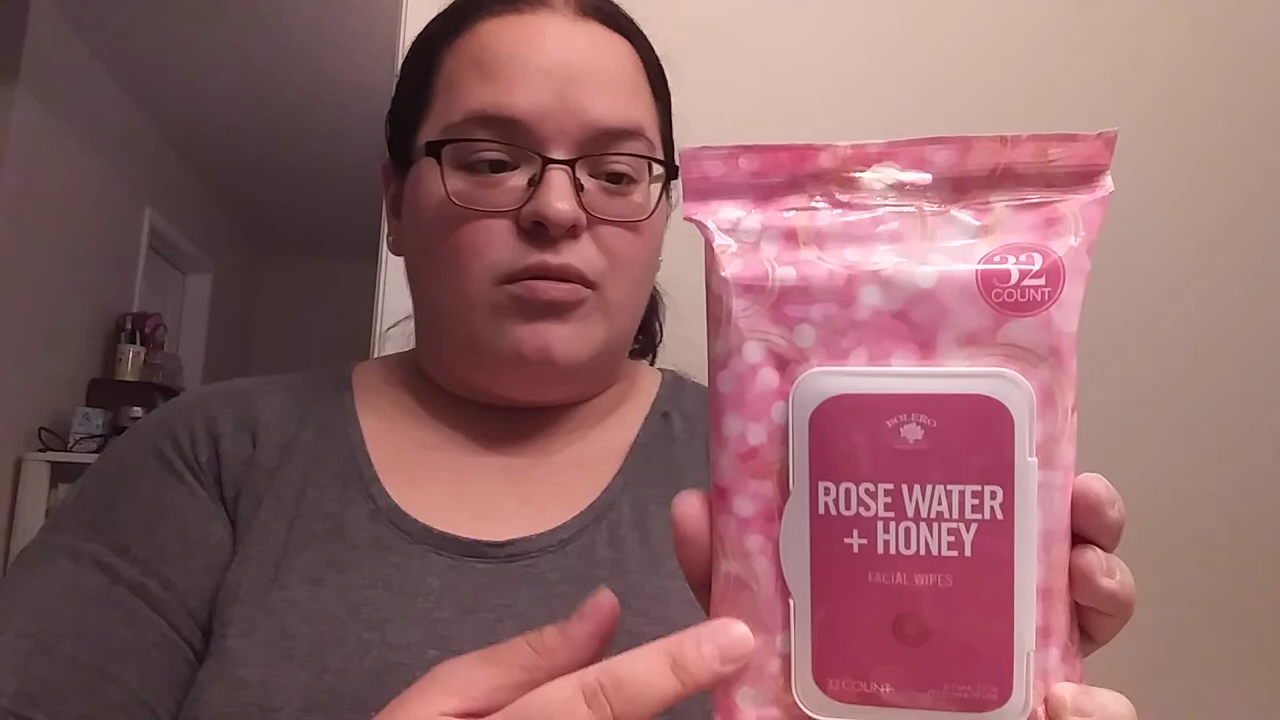 32
COUNT
BOLERO
ROSE WATER
+ HONEY
FACIAL WIPES
32 COUNT